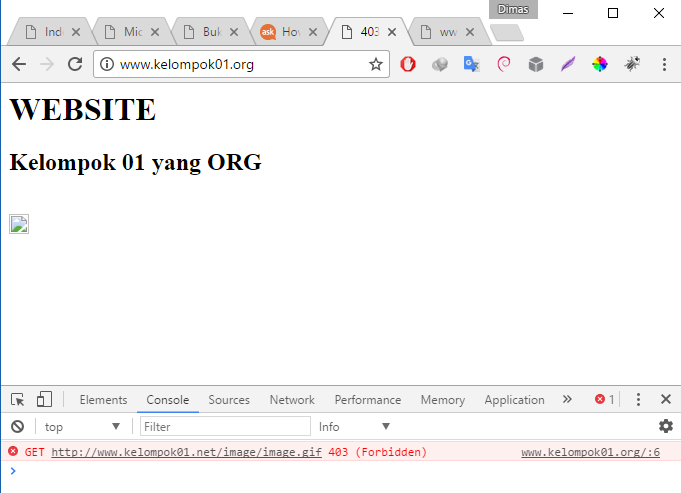 Dimas
Ind
Mic
Buk
ask
How
403
ww
www.kelompok01.org
WEBSITE
Kelompok 01 yang ORG
Elements
Console
Sources
Network
Performance
Memory
Application
1
top
Filter
Info
GET http://www.kelompok01.net/image/image.gif 403 (Forbidden)
www.kelompok01.org/:6